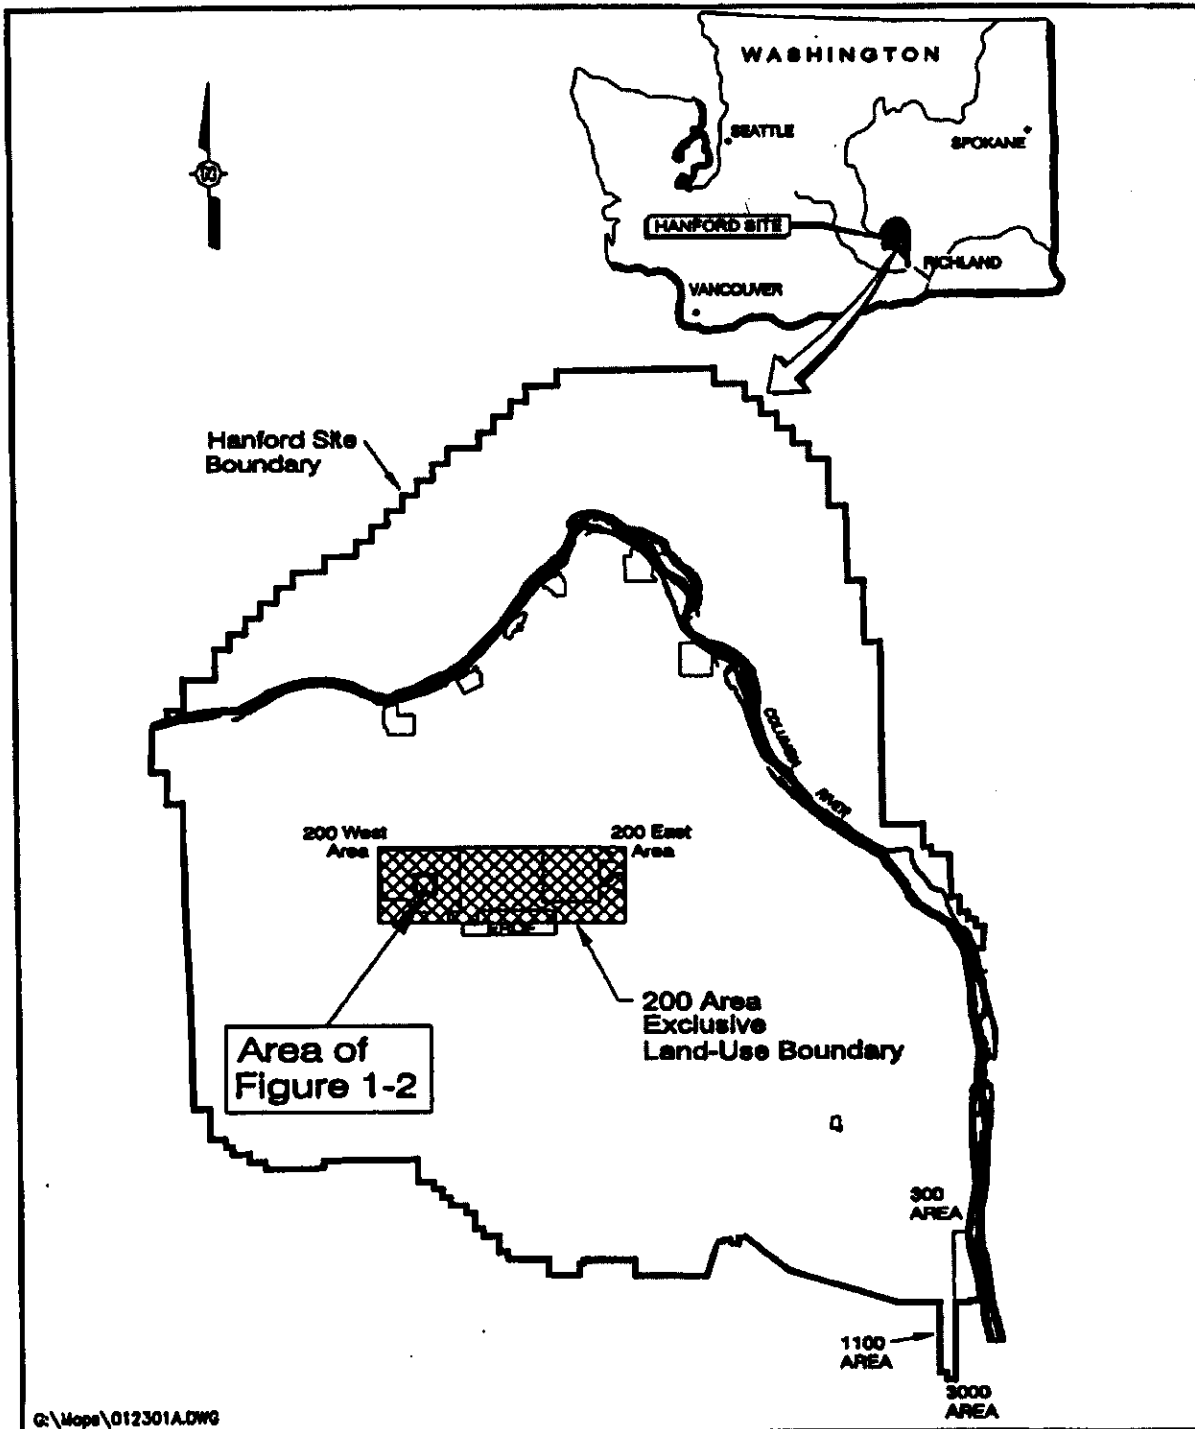 WASHINGTON
SEATTLE
SPOKANE
HANFORD SITE
RICHLAND
VANCOUVER
Hanford Site
Boundary
COLUMBIA
RIVER
200 West
Area
200 East
Area
ERDF
200 Area
Exclusive
Land-Use Boundary
Area of
Figure 1-2
300
AREA
1100
AREA
3000
AREA
G:\Maps\012301A.DWG